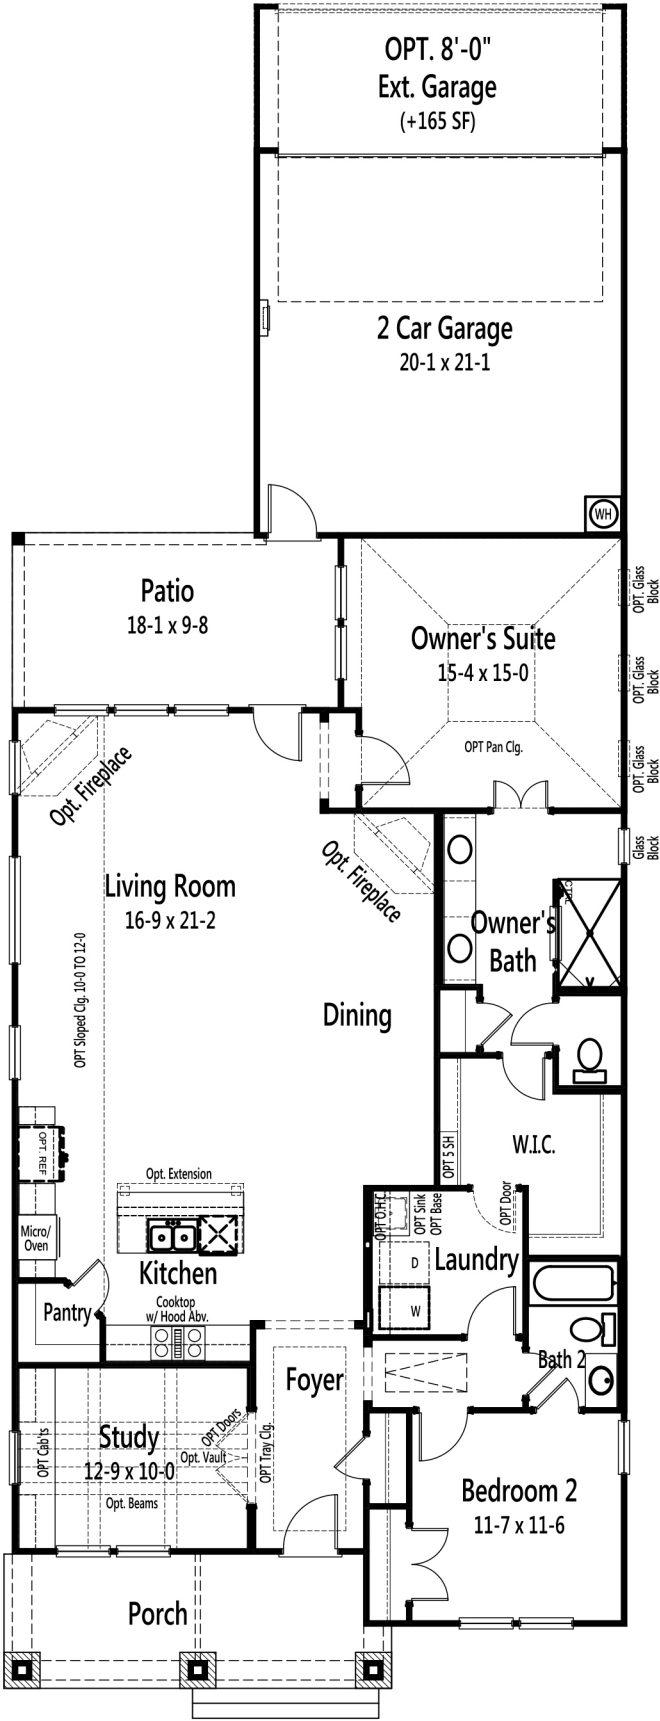 OPT. 8'-0"
Ext. Garage
(+165 SF)
2 Car Garage
20-1 x 21-1
WH
Patio
18-1 x 9-8
Owner's Suite
15-4 x 15-0
OPT Pan Clg.
OPT. Glass
Block
OPT. Glass
Block
OPT. Glass
Block
Glass
Block
Opt. Fireplace
Opt. Fireplace
Living Room
16-9 x 21-2
OPT Sloped Clg. 10-0 TO 12-0
Owner's
Bath
Dining
OPT. REF
OPT 5 SH
W.I.C.
Opt. Extension
Micro/
Oven
OPT O.H.C.
OPT Sink
OPT Base
OPT Door
Laundry
D
W
Kitchen
Pantry
Cooktop
w/ Hood Abv.
Bath 2
Foyer
OPT Tray Clg.
OPT Doors
Opt. Vault
Study
12-9 x 10-0
Opt. Beams
OPT Cab'ts
Bedroom 2
11-7 x 11-6
Porch